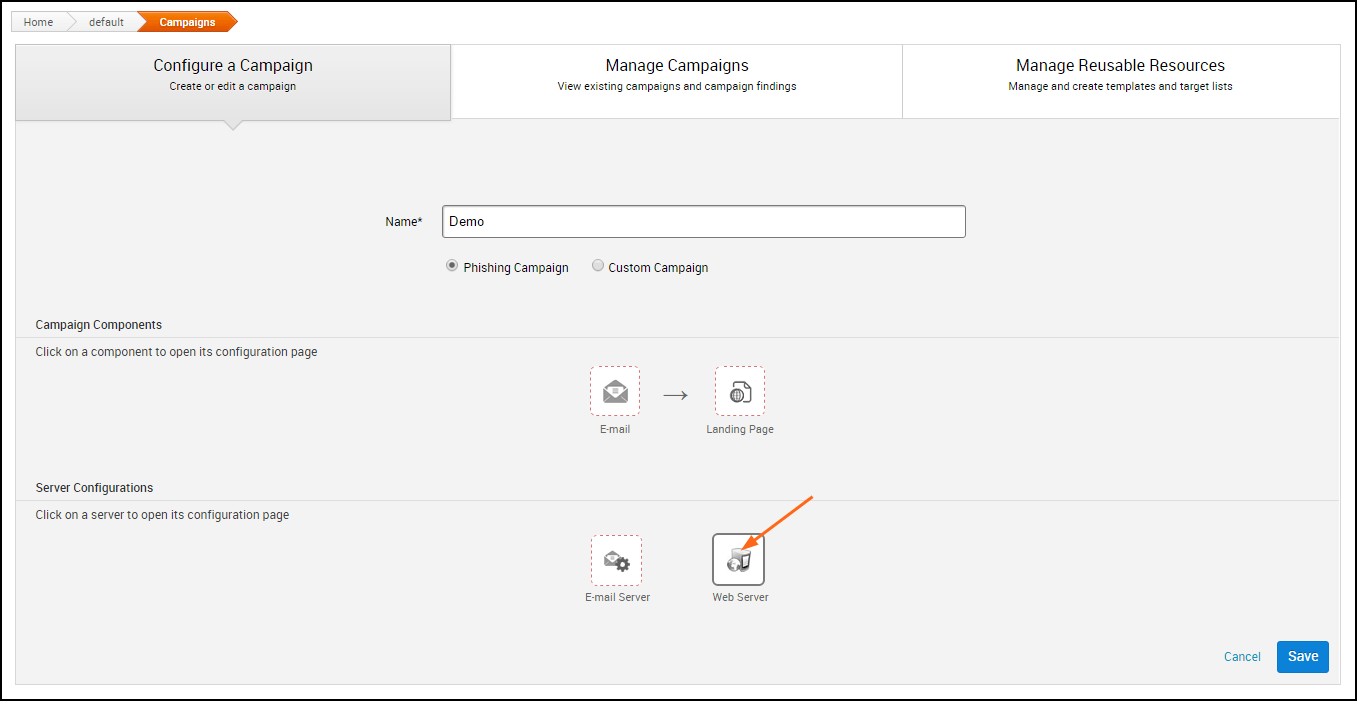 Home default Campaigns
Configure a Campaign
Create or edit a campaign
Manage Campaigns
View existing campaigns and campaign findings
Manage Reusable Resources
Manage and create templates and target lists
Name* Demo
Phishing Campaign Custom Campaign
Campaign Components
Click on a component to open its configuration page
E-mail Landing Page
Server Configurations
Click on a server to open its configuration page
E-mail Server Web Server
Cancel Save